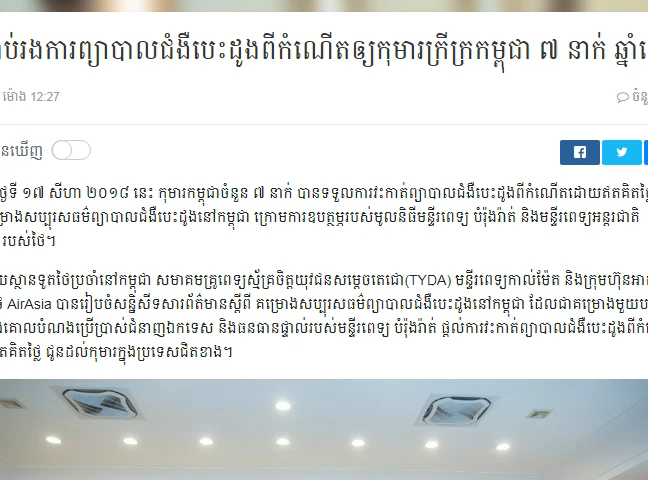 ប់រងការព្យាបាលជំងឺបេះដូងពីកំណើតឲ្យកុមារក្រីក្រកម្ពុជា ៧ នាក់ ឆ្នាំ
ម៉ោង 12:27
នឃើញ
ថ្ងៃទី ១៧ សីហា ២០១៨ នេះ កុមារកម្ពុជាចំនួន ៧ នាក់ បានទទួលការវះកាត់ព្យាបាលជំងឺបេះដូងពីកំណើតដោយឥតគិតថ្លៃ
ម្រោងសប្បុរសធម៌ព្យាបាលជំងឺបេះដូងនៅកម្ពុជា ក្រោមការឧបត្ថម្ភរបស់មូលនិធីមន្ទីរពេទ្យ បំរ៉ុងរ៉ាត់ និងមន្ទីរពេទ្យអន្តរជាតិ
របស់ថៃ។
យស្ថានទូតថៃប្រចាំនៅកម្ពុជា សមាគមគ្រូពេទ្យស្ម័គ្រចិត្តយុវជនសម្តេចតេជោ(TYDA) មន្ទីរពេទ្យកាល់ម៉ែត និងក្រុមហ៊ុនអា
AirAsia បានរៀបចំសន្និសីទសារព័ត៌មានស្តីពី គម្រោងសប្បុរសធម៌ព្យាបាលជំងឺបេះដូងនៅកម្ពុជា ដែលជាគម្រោងមួយប
ងគោលបំណងប្រើប្រាស់ជំនាញឯកទេស និងធនធានផ្ទាល់របស់មន្ទីរពេទ្យ បំរ៉ុងរ៉ាត់ ផ្តល់ការវះកាត់ព្យាបាលជំងឺបេះដូងពីកំ
តគិតថ្លៃ ជូនដល់កុមារក្នុងប្រទេសជិតខាង។